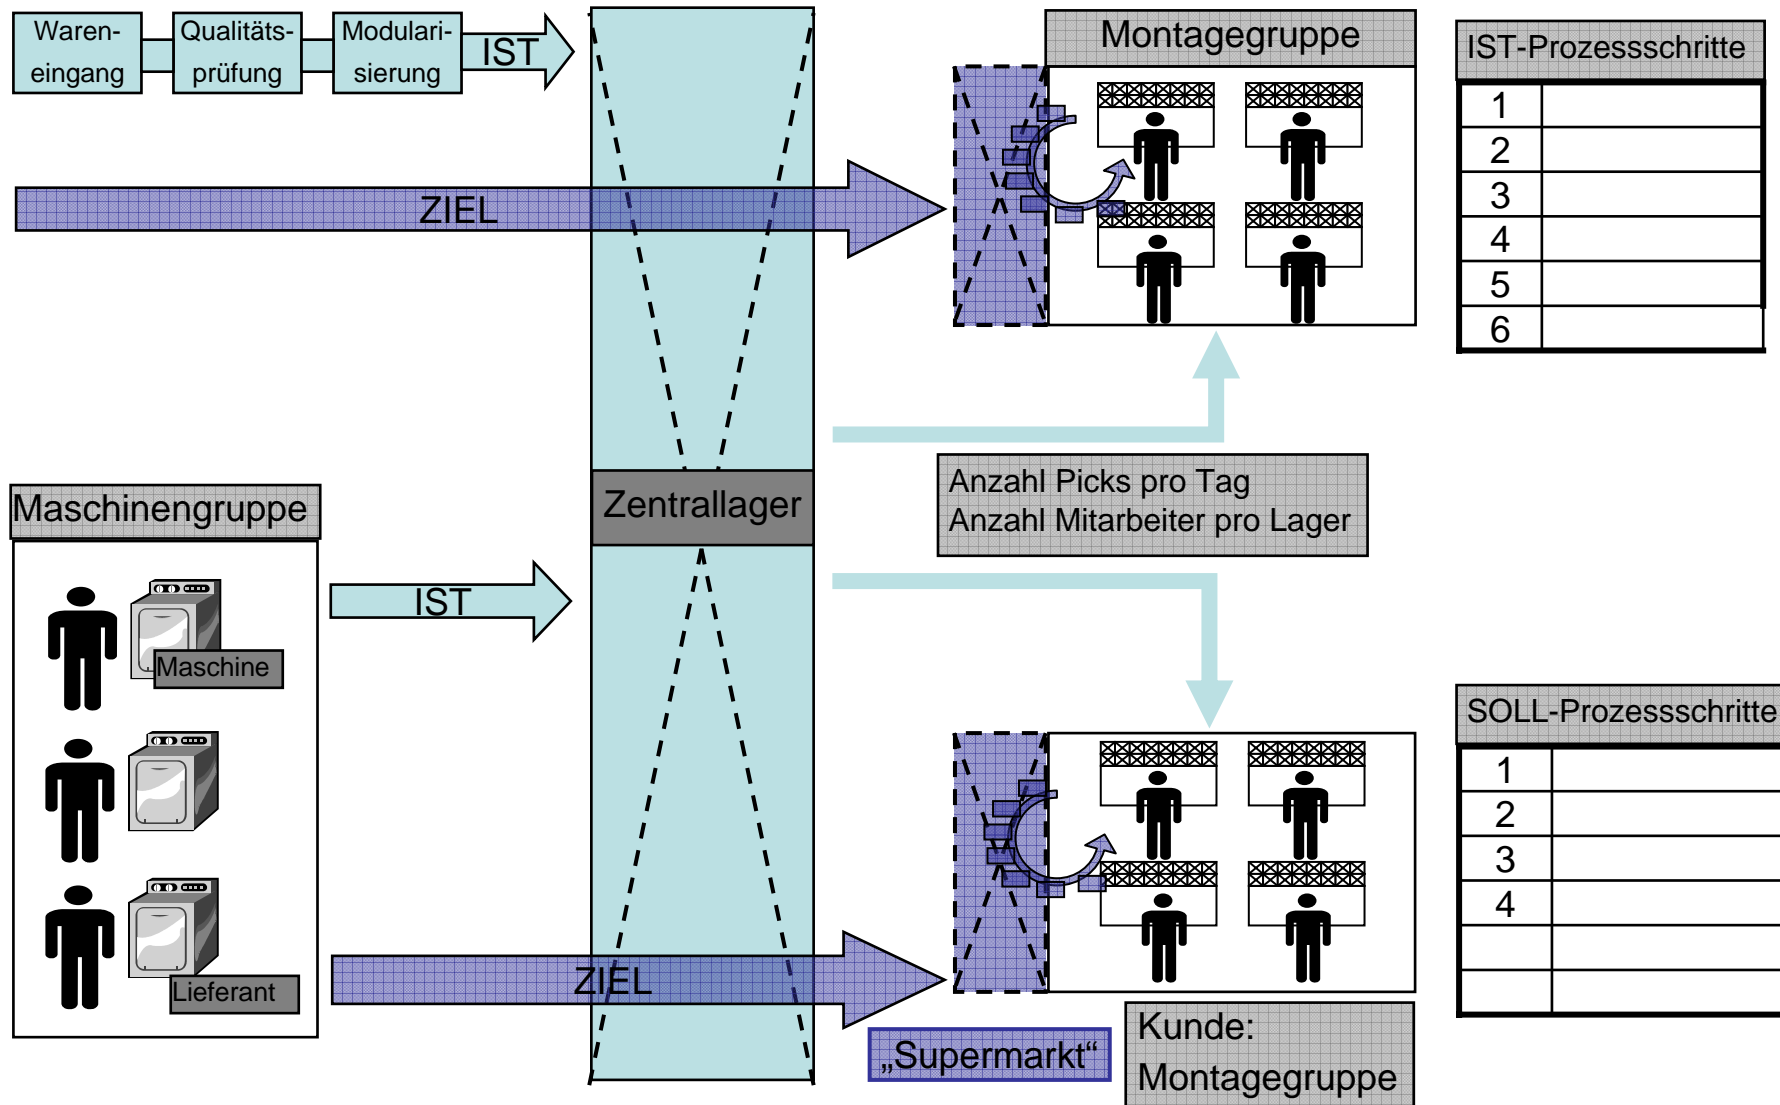 Waren-
eingang
Qualitäts-
prüfung
Modulari-
sierung
IST
Montagegruppe
IST-Prozessschritte
1
2
3
4
5
6
ZIEL
Zentrallager
Anzahl Picks pro Tag
Anzahl Mitarbeiter pro Lager
Maschinengruppe
IST
Maschine
Lieferant
ZIEL
„Supermarkt“
Kunde:
Montagegruppe
SOLL-Prozessschritte
1
2
3
4